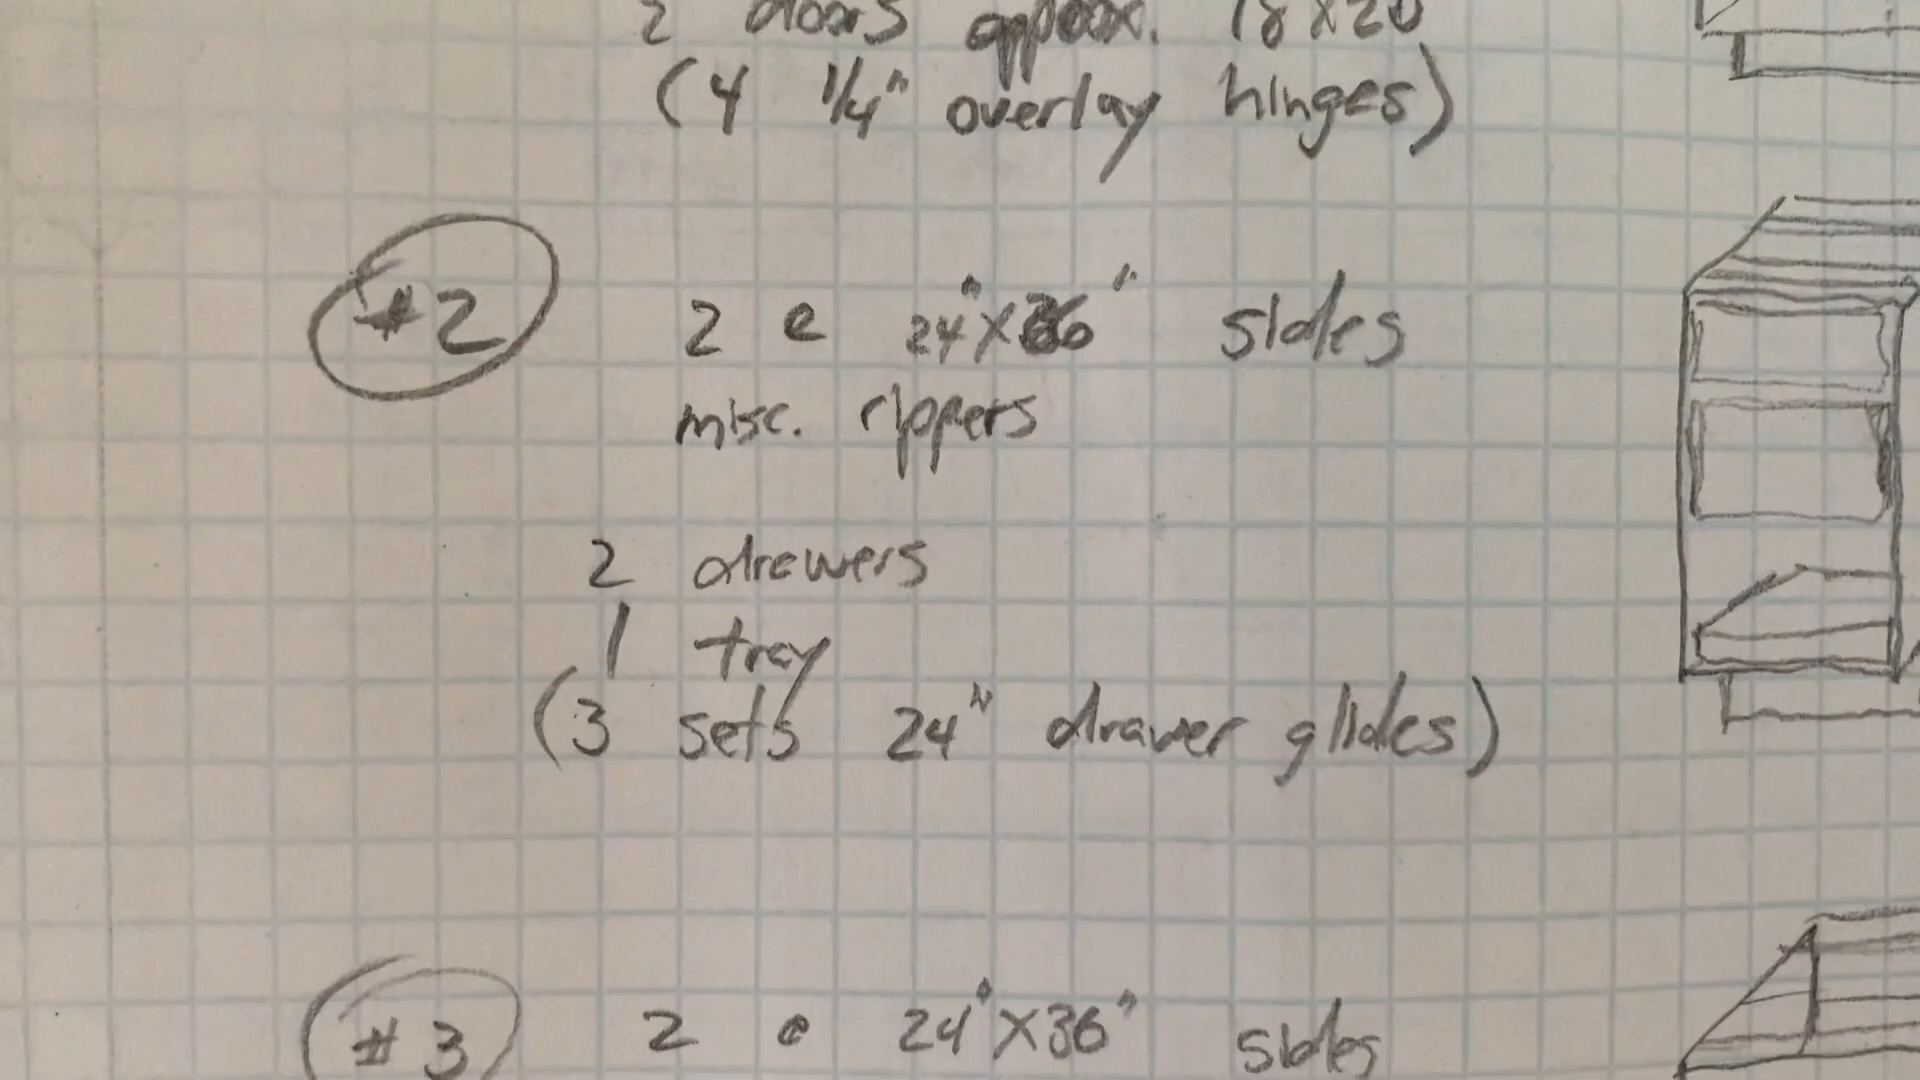 2 doors approx. 18x20
(4 1/4" overlay hinges)
#2 2 @ 24"x36" sides
misc. rippers
2 drawers
1 tray
(3 sets 24" drawer glides)
#3 2 @ 24"x36" sides